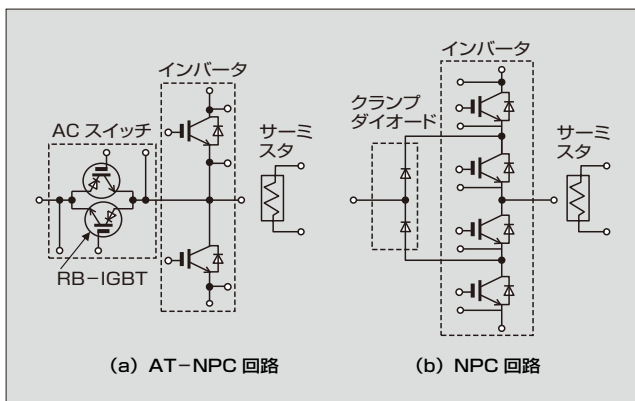 インバータ
AC スイッチ
サーミ
スタ
RB-IGBT
(a) AT-NPC 回路
インバータ
クランプ
ダイオード
サーミ
スタ
(b) NPC 回路